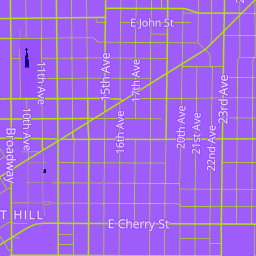 E John St
11th Ave
15th Ave
17th Ave
10th Ave
16th Ave
20th Ave
21st Ave
22nd Ave
23rd Ave
Broadway
T HILL
E Cherry St